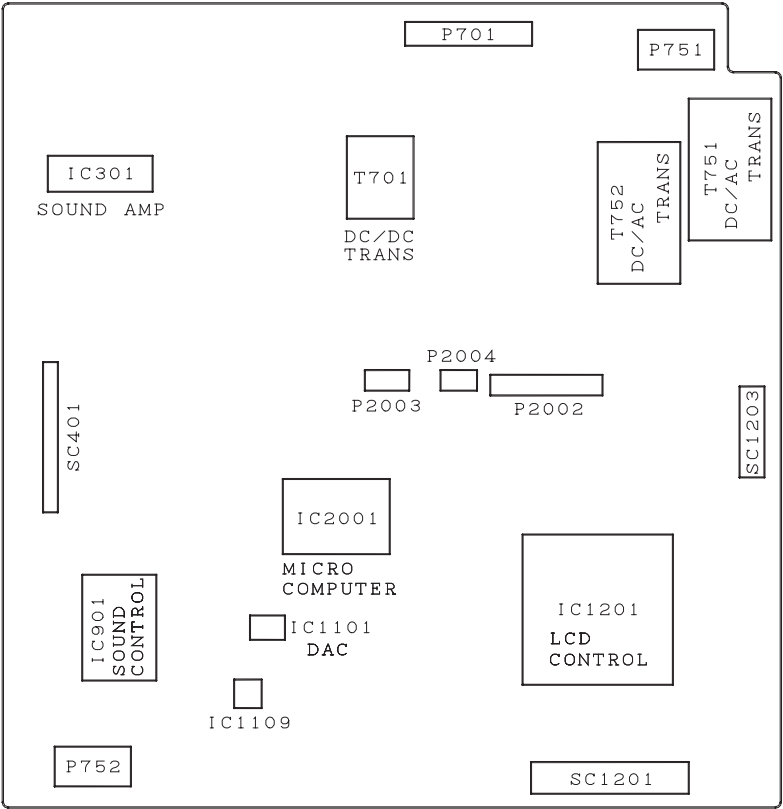 P701
P751
IC301
SOUND AMP
T701
DC/DC
TRANS
T752
DC/AC
TRANS
T751
DC/AC
TRANS
P2004
P2003
P2002
SC401
SC1203
IC2001
MICRO
COMPUTER
IC901
SOUND
CONTROL
IC1101
DAC
IC1201
LCD
CONTROL
IC1109
P752
SC1201